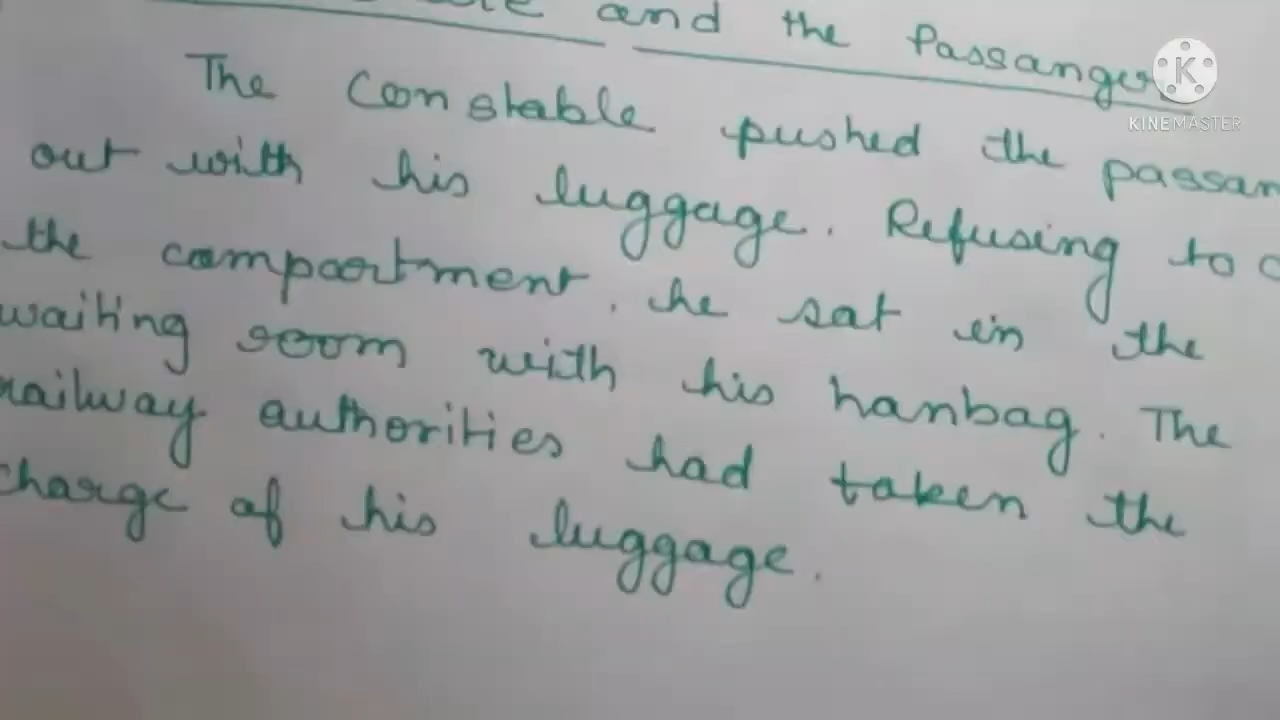 and the Passanger
The Constable pushed the passan
out with his luggage. Refusing to
the compartment, he sat in the
waiting room with his hanbag. The
railway authorities had taken the
charge of his luggage.
KINEMASTER